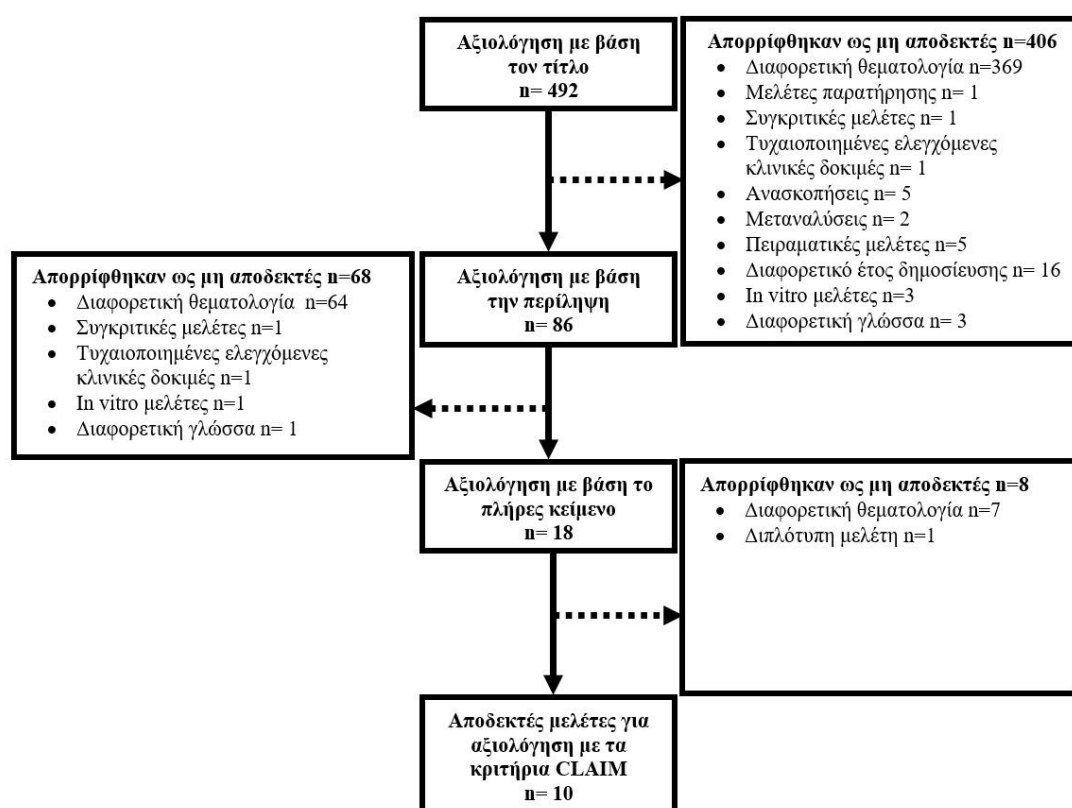 Αξιολόγηση με βάση
τον τίτλο
n= 492
Απορρίφθηκαν ως μη αποδεκτές n=406
• Διαφορετική θεματολογία n=369
• Μελέτες παρατήρησης n= 1
• Συγκριτικές μελέτες n= 1
• Τυχαιοποιημένες ελεγχόμενες
κλινικές δοκιμές n= 1
• Ανασκοπήσεις n= 5
• Μεταναλύσεις n= 2
• Πειραματικές μελέτες n=5
• Διαφορετικό έτος δημοσίευσης n= 16
• In vitro μελέτες n=3
• Διαφορετική γλώσσα n= 3
Αξιολόγηση με βάση
την περίληψη
n= 86
Απορρίφθηκαν ως μη αποδεκτές n=68
• Διαφορετική θεματολογία n=64
• Συγκριτικές μελέτες n=1
• Τυχαιοποιημένες ελεγχόμενες
κλινικές δοκιμές n=1
• In vitro μελέτες n=1
• Διαφορετική γλώσσα n= 1
Αξιολόγηση με βάση το
πλήρες κείμενο
n= 18
Απορρίφθηκαν ως μη αποδεκτές n=8
• Διαφορετική θεματολογία n=7
• Διπλότυπη μελέτη n=1
Αποδεκτές μελέτες για
αξιολόγηση με τα
κριτήρια CLAIM
n= 10